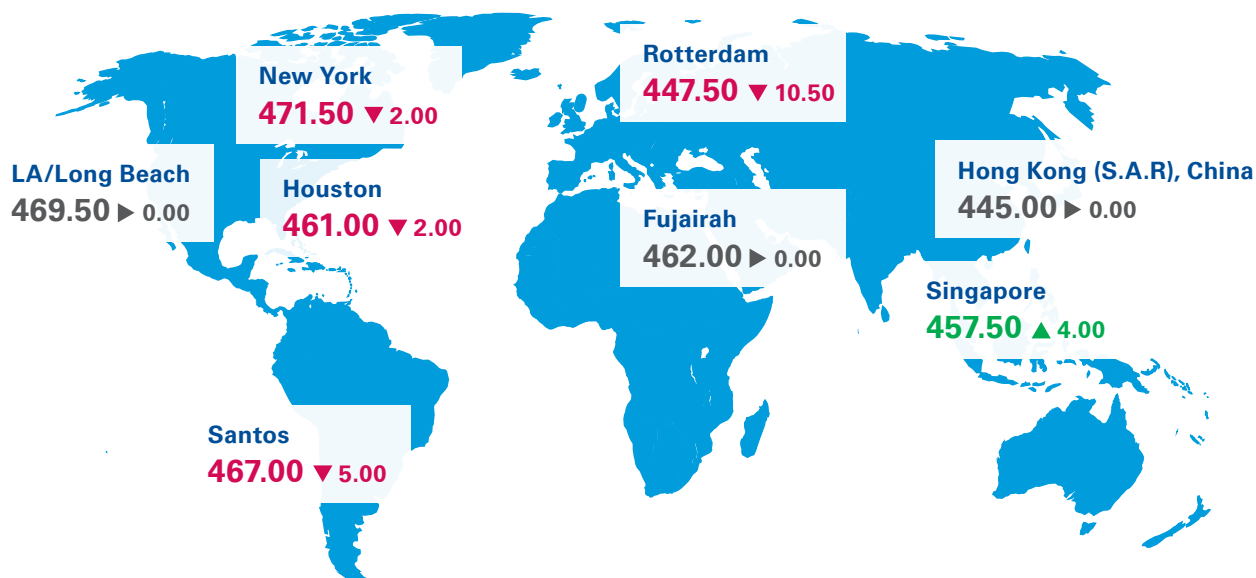 New York
471.50 ▼ 2.00
Rotterdam
447.50 ▼ 10.50
LA/Long Beach
469.50 ▶ 0.00
Houston
461.00 ▼ 2.00
Fujairah
462.00 ▶ 0.00
Hong Kong (S.A.R), China
445.00 ▶ 0.00
Singapore
457.50 ▲ 4.00
Santos
467.00 ▼ 5.00